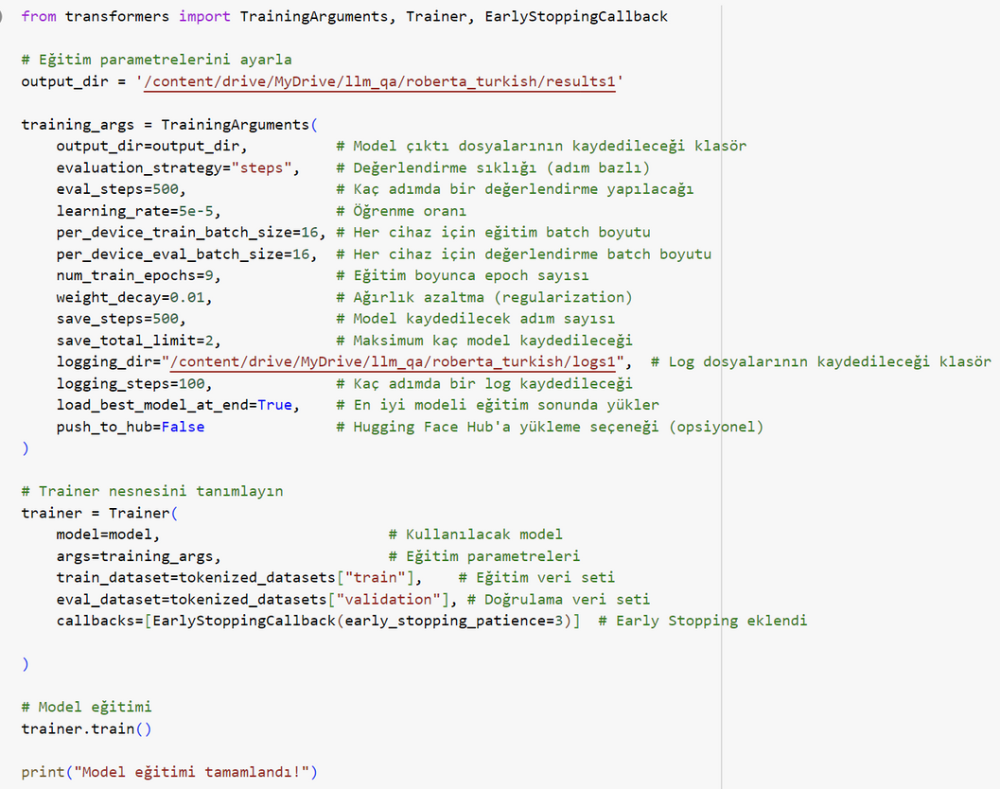 from transformers import TrainingArguments, Trainer, EarlyStoppingCallback

# Eğitim parametrelerini ayarla
output_dir = '/content/drive/MyDrive/llm_qa/roberta_turkish/results1'

training_args = TrainingArguments(
    output_dir=output_dir,          # Model çıktı dosyalarının kaydedileceği klasör
    evaluation_strategy="steps",    # Değerlendirme sıklığı (adım bazlı)
    eval_steps=500,                 # Kaç adımda bir değerlendirme yapılacağı
    learning_rate=5e-5,             # Öğrenme oranı
    per_device_train_batch_size=16, # Her cihaz için eğitim batch boyutu
    per_device_eval_batch_size=16,  # Her cihaz için değerlendirme batch boyutu
    num_train_epochs=9,             # Eğitim boyunca epoch sayısı
    weight_decay=0.01,              # Ağırlık azaltma (regularization)
    save_steps=500,                 # Model kaydedilecek adım sayısı
    save_total_limit=2,             # Maksimum kaç model kaydedileceği
    logging_dir="/content/drive/MyDrive/llm_qa/roberta_turkish/logs1",  # Log dosyalarının kaydedileceği klasör
    logging_steps=100,              # Kaç adımda bir log kaydedileceği
    load_best_model_at_end=True,    # En iyi modeli eğitim sonunda yükler
    push_to_hub=False               # Hugging Face Hub'a yükleme seçeneği (opsiyonel)
)

# Trainer nesnesini tanımlayın
trainer = Trainer(
    model=model,                          # Kullanılacak model
    args=training_args,                   # Eğitim parametreleri
    train_dataset=tokenized_datasets["train"],    # Eğitim veri seti
    eval_dataset=tokenized_datasets["validation"], # Doğrulama veri seti
    callbacks=[EarlyStoppingCallback(early_stopping_patience=3)]  # Early Stopping eklendi

)

# Model eğitimi
trainer.train()

print("Model eğitimi tamamlandı!")